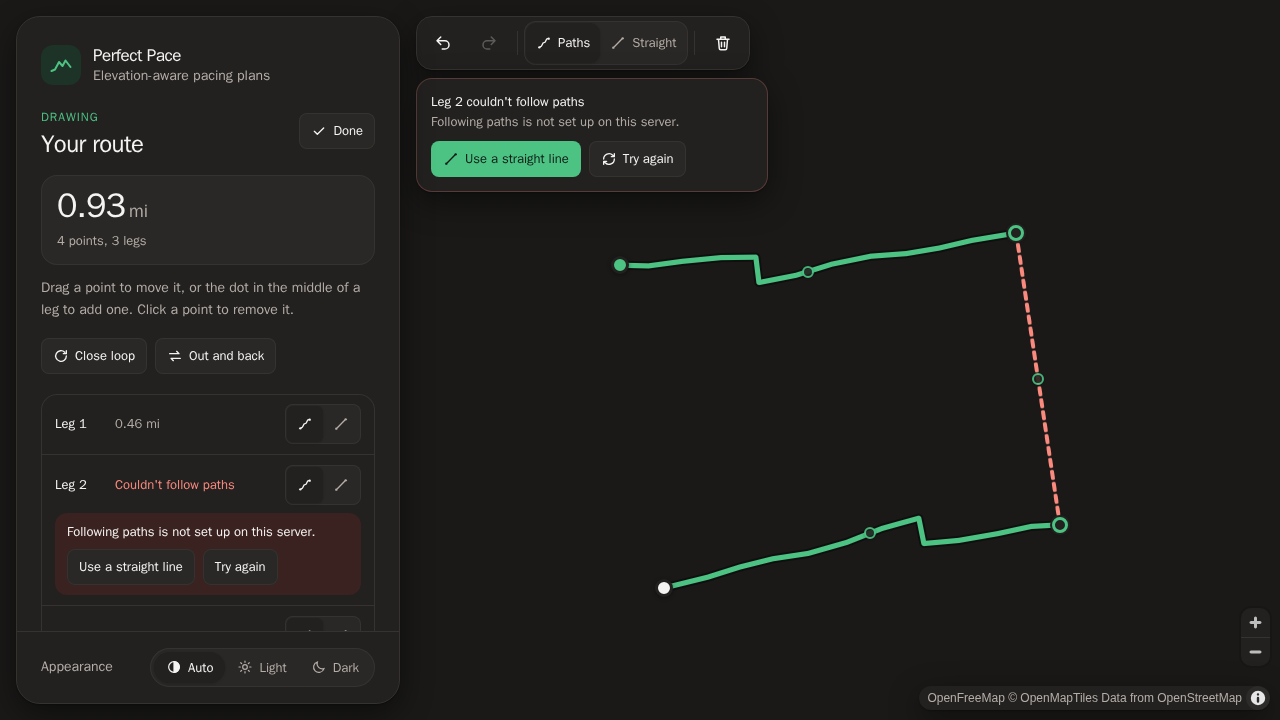 Perfect Pace
Elevation-aware pacing plans
DRAWING
Your route
Done
0.93 mi
4 points, 3 legs
Drag a point to move it, or the dot in the middle of a
leg to add one. Click a point to remove it.
Close loop
Out and back
Leg 1
0.46 mi
Leg 2
Couldn't follow paths
Following paths is not set up on this server.
Use a straight line
Try again
Appearance
Auto
Light
Dark
Paths
Straight
Leg 2 couldn't follow paths
Following paths is not set up on this server.
Use a straight line
Try again
OpenFreeMap © OpenMapTiles Data from OpenStreetMap